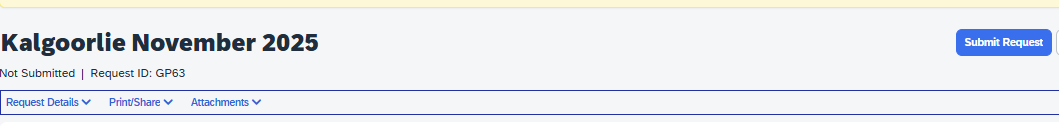 Kalgoorlie November 2025
Submit Request
Not Submitted | Request ID: GP63
Request Details Print/Share Attachments